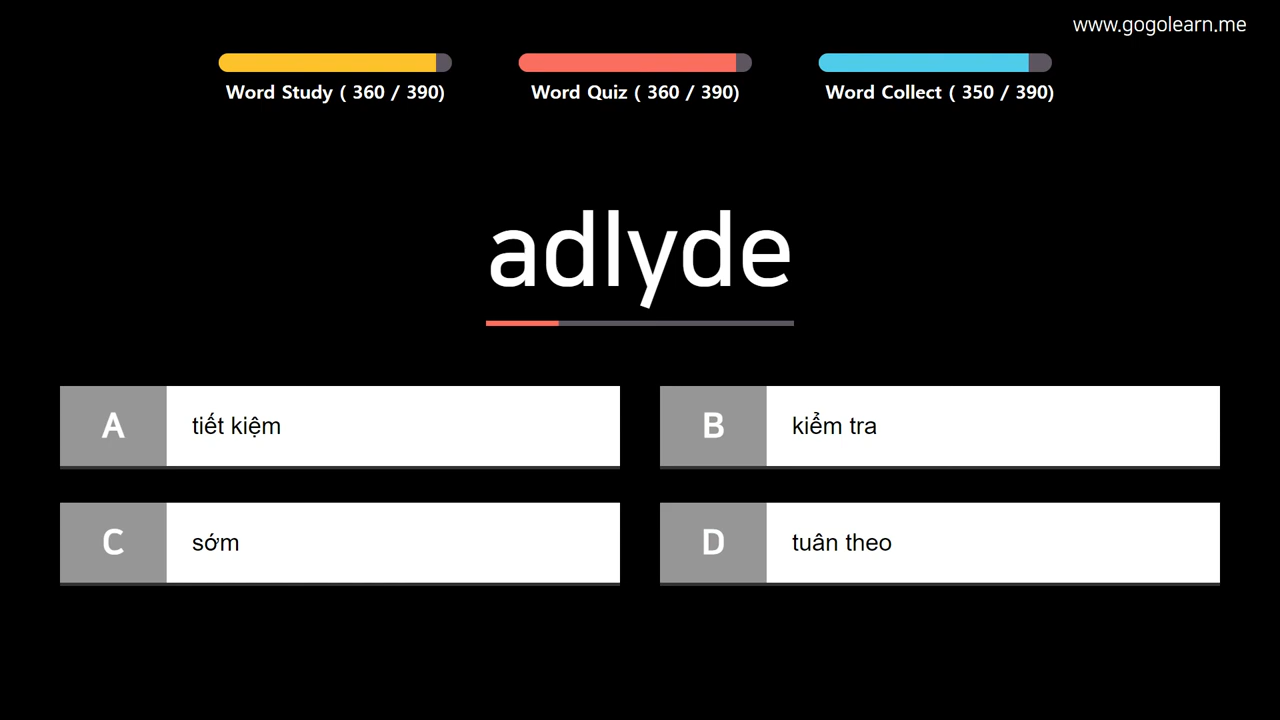 www.gogolearn.me
Word Study ( 360 / 390)
Word Quiz ( 360 / 390)
Word Collect ( 350 / 390)
adlyde
A tiết kiệm
B kiểm tra
C sớm
D tuân theo